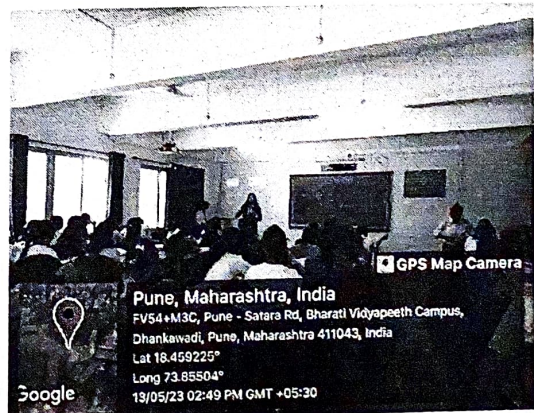 GPS Map Camera
Pune, Maharashtra, India
FV54+M3C, Pune - Satara Rd, Bharati Vidyapeeth Campus,
Dhankawadi, Pune, Maharashtra 411043, India
Lat 18.459225°
Long 73.85504°
13/05/23 02:49 PM GMT +05:30
Google